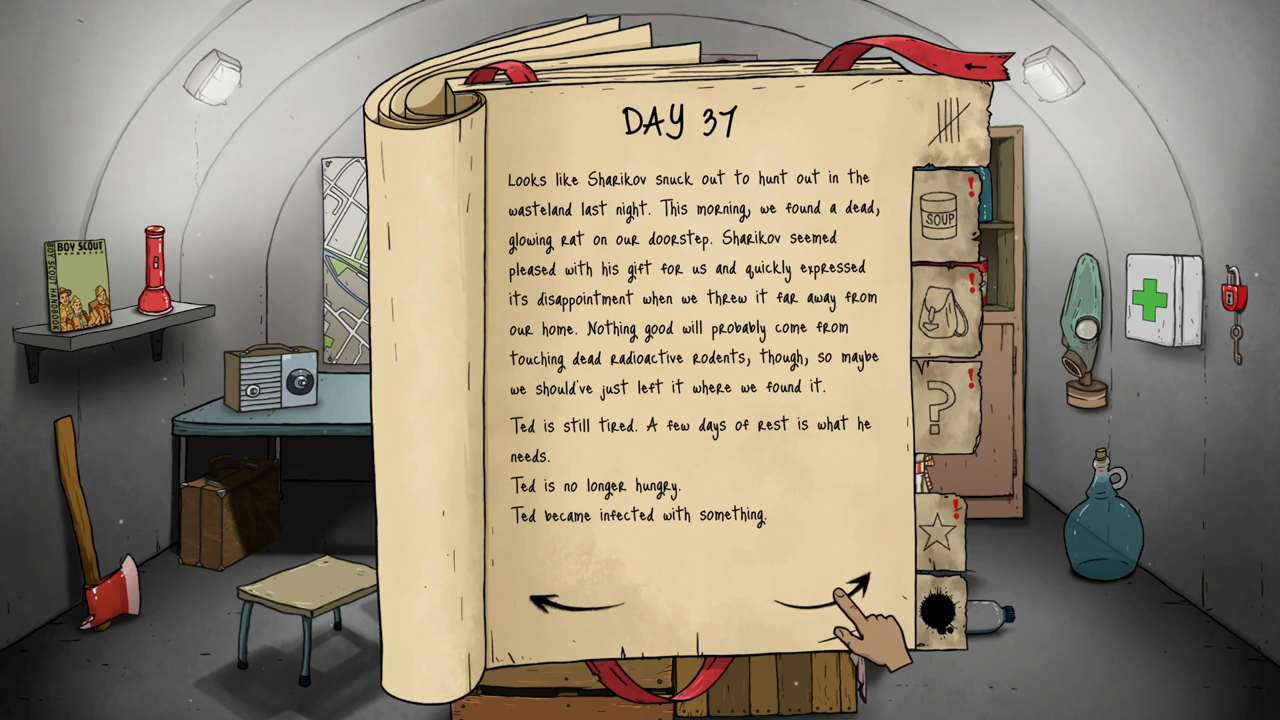 DAY 37
Looks like Sharikov snuck out to hunt out in the
wasteland last night. This morning, we found a dead,
glowing rat on our doorstep. Sharikov seemed
pleased with his gift for us and quickly expressed
its disappointment when we threw it far away from
our home. Nothing good will probably come from
touching dead radioactive rodents, though, so maybe
we should've just left it where we found it.
Ted is still tired. A few days of rest is what he
needs.
Ted is no longer hungry.
Ted became infected with something.
SOUP
!
!
!
!
?
BOY SCOUT
BOY SCOUT HANDBOOK